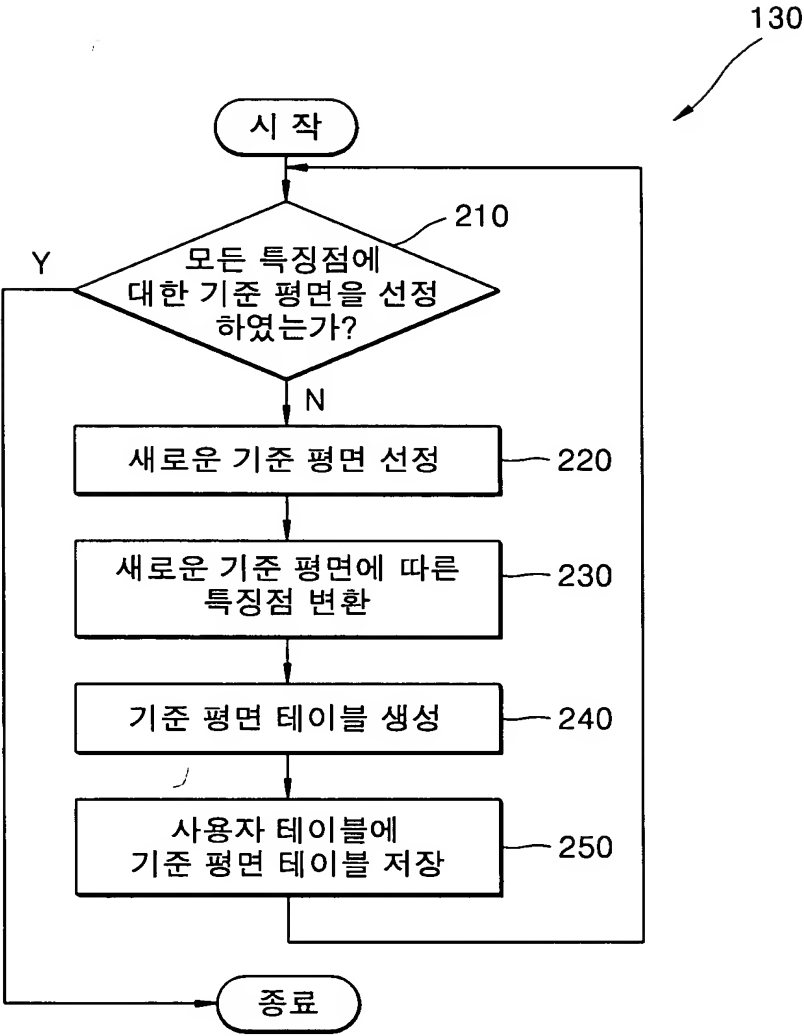 130
시 작
210
Y
모든 특징점에
대한 기준 평면을 선정
하였는가?
N
새로운 기준 평면 선정
220
새로운 기준 평면에 따른
특징점 변환
230
기준 평면 테이블 생성
240
사용자 테이블에
기준 평면 테이블 저장
250
종료